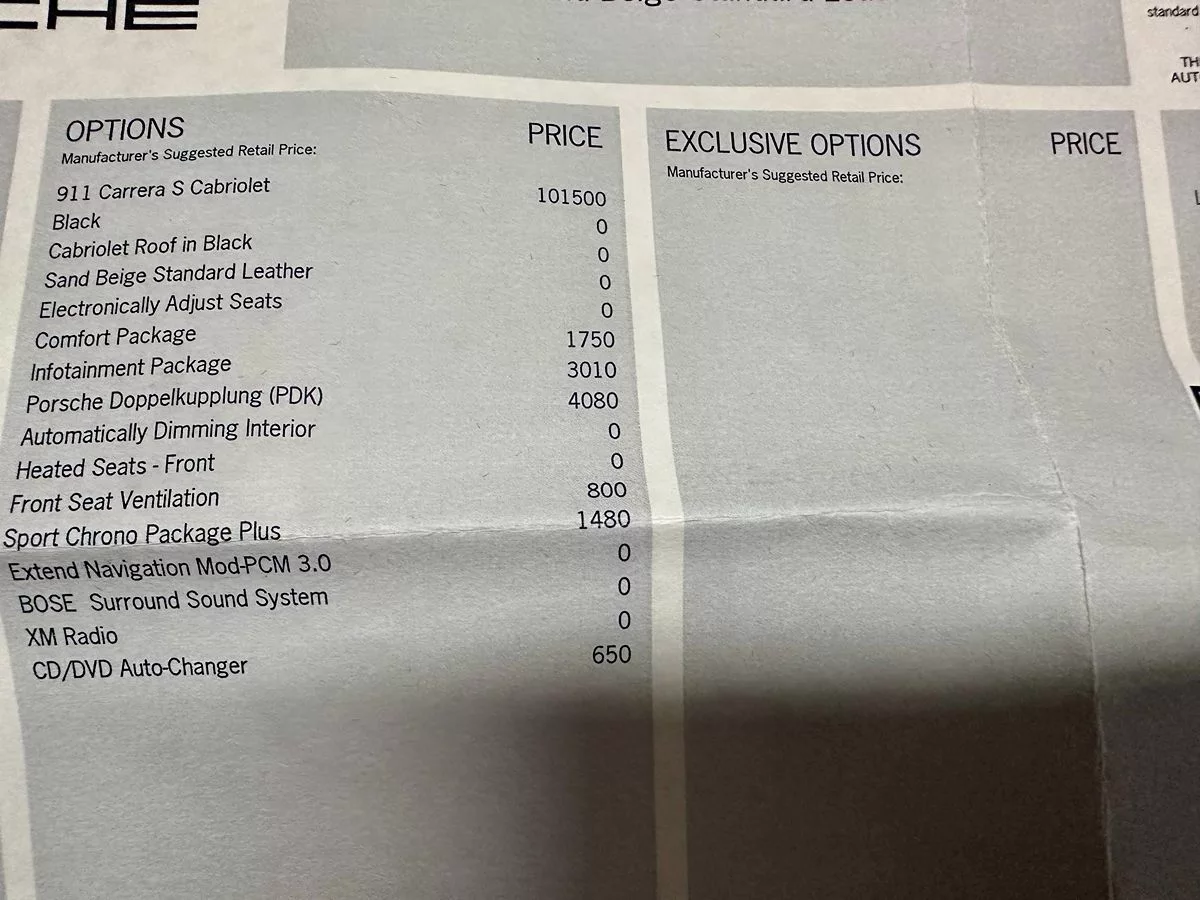 standard
OPTIONS PRICE
Manufacturer's Suggested Retail Price:
911 Carrera S Cabriolet 101500
Black 0
Cabriolet Roof in Black 0
Sand Beige Standard Leather 0
Electronically Adjust Seats 0
Comfort Package 1750
Infotainment Package 3010
Porsche Doppelkupplung (PDK) 4080
Automatically Dimming Interior 0
Heated Seats - Front 0
Front Seat Ventilation 800
Sport Chrono Package Plus 1480
Extend Navigation Mod-PCM 3.0 0
BOSE Surround Sound System 0
XM Radio 0
CD/DVD Auto-Changer 650
EXCLUSIVE OPTIONS PRICE
Manufacturer's Suggested Retail Price: